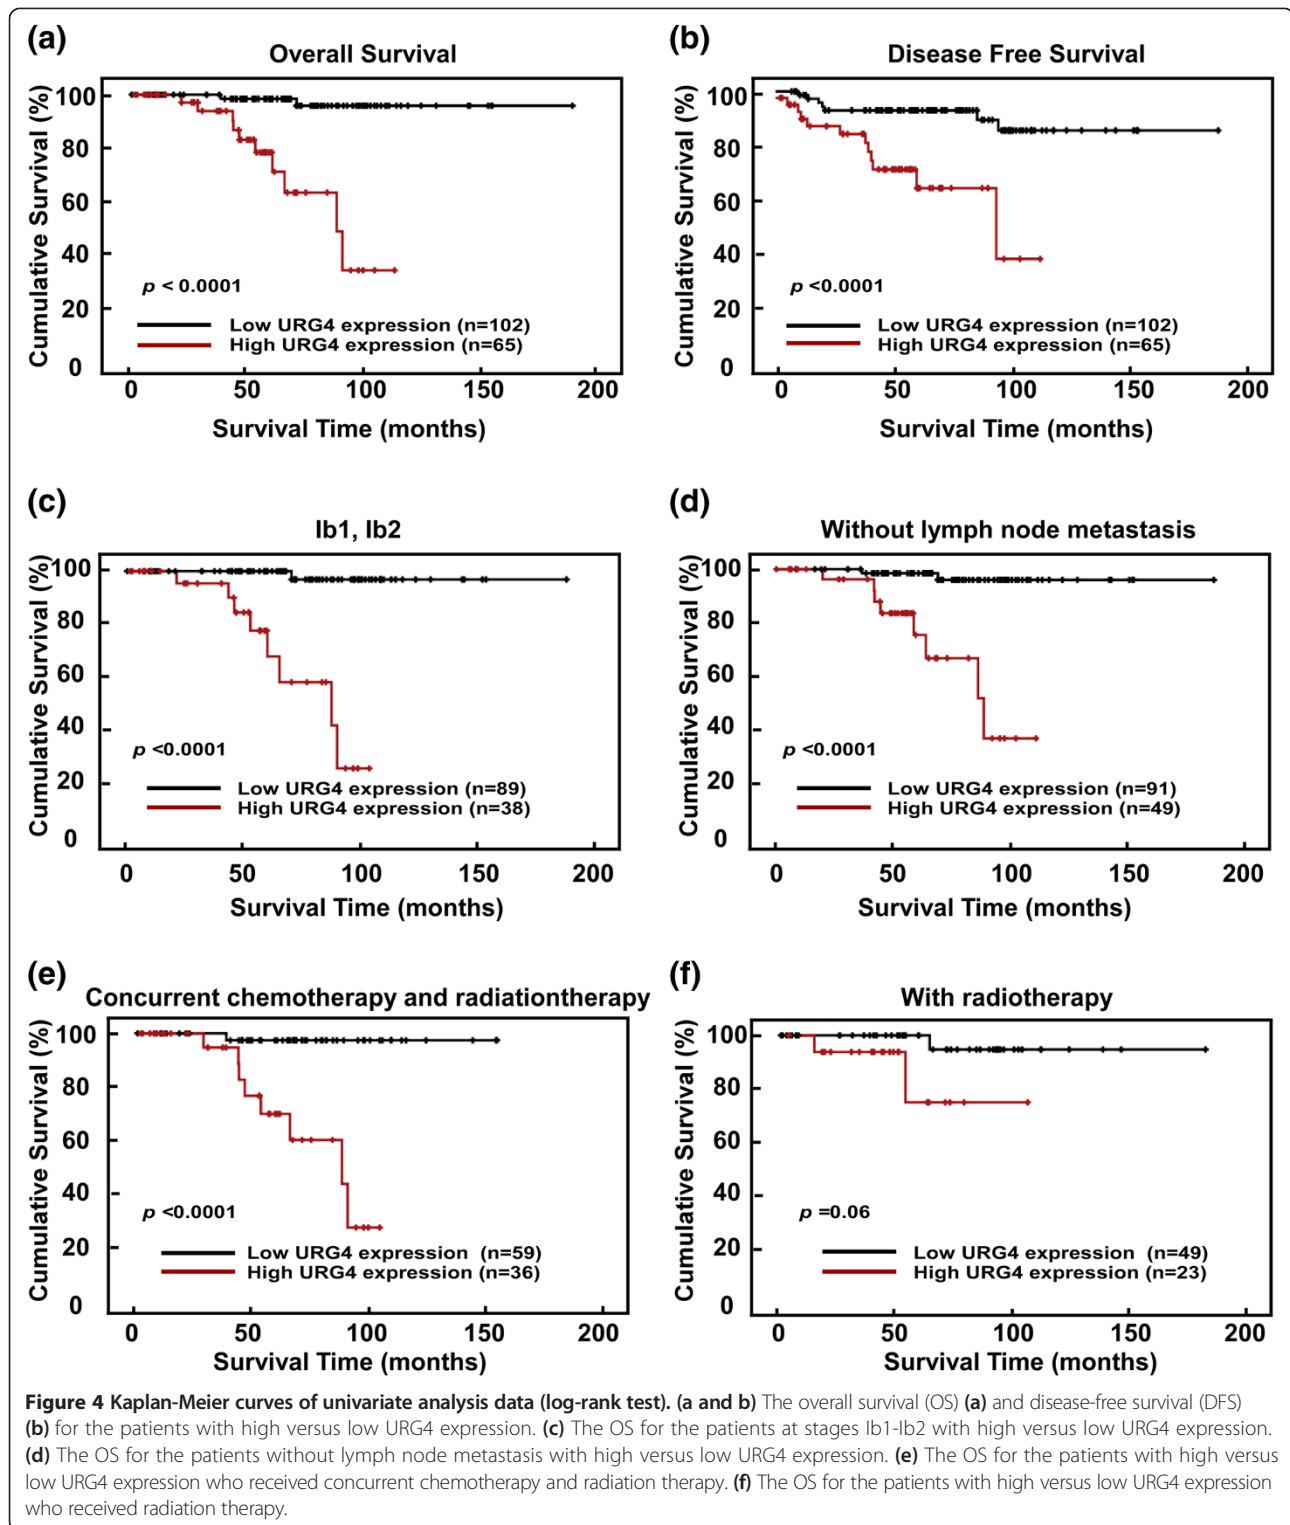 (a)
Overall Survival
Cumulative Survival (%)
100
80
60
40
20
0
p < 0.0001
Low URG4 expression (n=102)
High URG4 expression (n=65)
0 50 100 150 200
Survival Time (months)
(b)
Disease Free Survival
Cumulative Survival (%)
100
80
60
40
20
0
p <0.0001
Low URG4 expression (n=102)
High URG4 expression (n=65)
0 50 100 150 200
Survival Time (months)
(c)
Ib1, Ib2
Cumulative Survival (%)
100
80
60
40
20
0
p <0.0001
Low URG4 expression (n=89)
High URG4 expression (n=38)
0 50 100 150 200
Survival Time (months)
(d)
Without lymph node metastasis
Cumulative Survival (%)
100
80
60
40
20
0
p <0.0001
Low URG4 expression (n=91)
High URG4 expression (n=49)
0 50 100 150 200
Survival Time (months)
(e)
Concurrent chemotherapy and radiationtherapy
Cumulative Survival (%)
100
80
60
40
20
0
p <0.0001
Low URG4 expression (n=59)
High URG4 expression (n=36)
0 50 100 150 200
Survival Time (months)
(f)
With radiotherapy
Cumulative Survival (%)
100
80
60
40
20
0
p =0.06
Low URG4 expression (n=49)
High URG4 expression (n=23)
0 50 100 150 200
Survival Time (months)
Figure 4 Kaplan-Meier curves of univariate analysis data (log-rank test). (a and b) The overall survival (OS) (a) and disease-free survival (DFS)
(b) for the patients with high versus low URG4 expression. (c) The OS for the patients at stages Ib1-Ib2 with high versus low URG4 expression.
(d) The OS for the patients without lymph node metastasis with high versus low URG4 expression. (e) The OS for the patients with high versus
low URG4 expression who received concurrent chemotherapy and radiation therapy. (f) The OS for the patients with high versus low URG4 expression
who received radiation therapy.